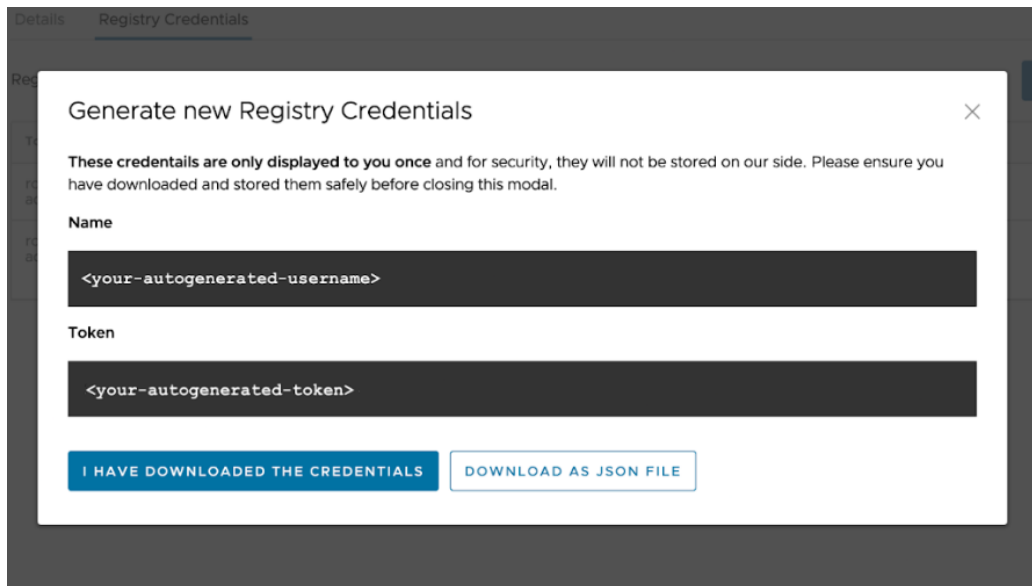 Details Registry Credentials
Reg
Generate new Registry Credentials
These credentails are only displayed to you once and for security, they will not be stored on our side. Please ensure you
have downloaded and stored them safely before closing this modal.
Name
<your-autogenerated-username>
Token
<your-autogenerated-token>
I HAVE DOWNLOADED THE CREDENTIALS DOWNLOAD AS JSON FILE